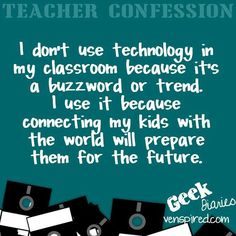 TEACHER CONFESSION
I don't use technology in
my classroom because it's
a buzzword or trend.
I use it because
connecting my kids with
the world will prepare
them for the future.
Geek
Diaries
venspired.com